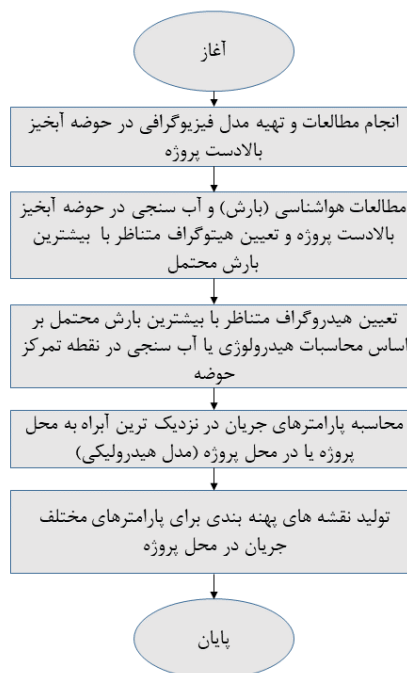 آغاز
انجام مطالعات و تهیه مدل فیزیوگرافی در حوضه آبخیز
بالادست پروژه
مطالعات هواشناسی (بارش) و آب سنجی در حوضه آبخیز
بالادست پروژه و تعیین هیتوگراف متناظر با بیشترین
بارش محتمل
تعیین هیدروگراف متناظر با بیشترین بارش محتمل بر
اساس محاسبات هیدرولوژی یا آب سنجی در نقطه تمرکز
حوضه
محاسبه پارامترهای جریان در نزدیک ترین آبراه به محل
پروژه یا در محل پروژه (مدل هیدرولیکی)
تولید نقشه های پهنه بندی برای پارامترهای مختلف
جریان در محل پروژه
پایان